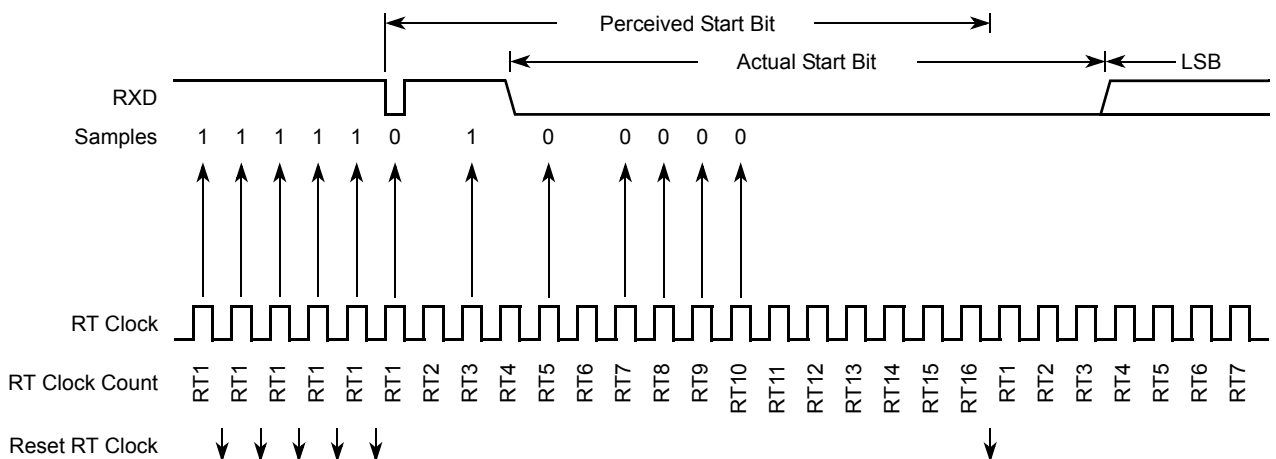 Perceived Start Bit
Actual Start Bit LSB
RXD
Samples 1 1 1 1 1 0 1 0 0 0 0 0
RT Clock
RT Clock Count RT1 RT1 RT1 RT1 RT1 RT1 RT2 RT3 RT4 RT5 RT6 RT7 RT8 RT9 RT10 RT11 RT12 RT13 RT14 RT15 RT16 RT1 RT2 RT3 RT4 RT5 RT6 RT7
Reset RT Clock